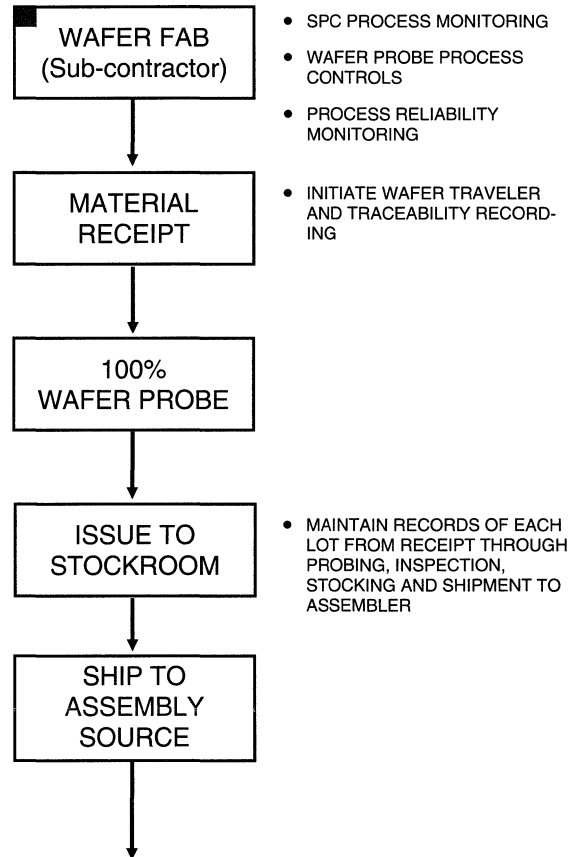 WAFER FAB
(Sub-contractor)
• SPC PROCESS MONITORING
• WAFER PROBE PROCESS
CONTROLS
• PROCESS RELIABILITY
MONITORING
MATERIAL
RECEIPT
• INITIATE WAFER TRAVELER
AND TRACEABILITY RECORD-
ING
100%
WAFER PROBE
ISSUE TO
STOCKROOM
• MAINTAIN RECORDS OF EACH
LOT FROM RECEIPT THROUGH
PROBING, INSPECTION,
STOCKING AND SHIPMENT TO
ASSEMBLER
SHIP TO
ASSEMBLY
SOURCE